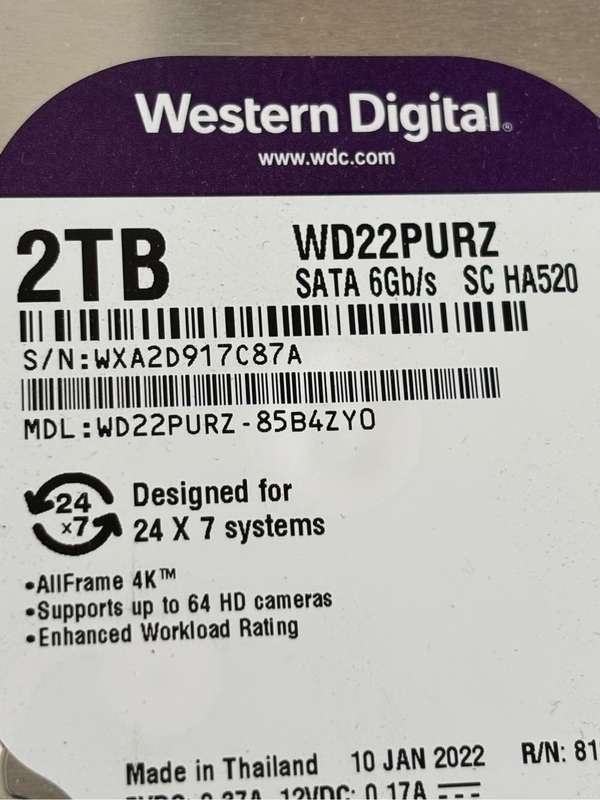 Western Digital®
www.wdc.com
2TB
WD22PURZ
SATA 6Gb/s SC HA520
S/N:WXA2D917C87A
MDL:WD22PURZ-85B4ZY0
24
x7
Designed for
24 X 7 systems
•AllFrame 4K™
•Supports up to 64 HD cameras
•Enhanced Workload Rating
Made in Thailand 10 JAN 2022 R/N: 81
12VDC: 0.17A